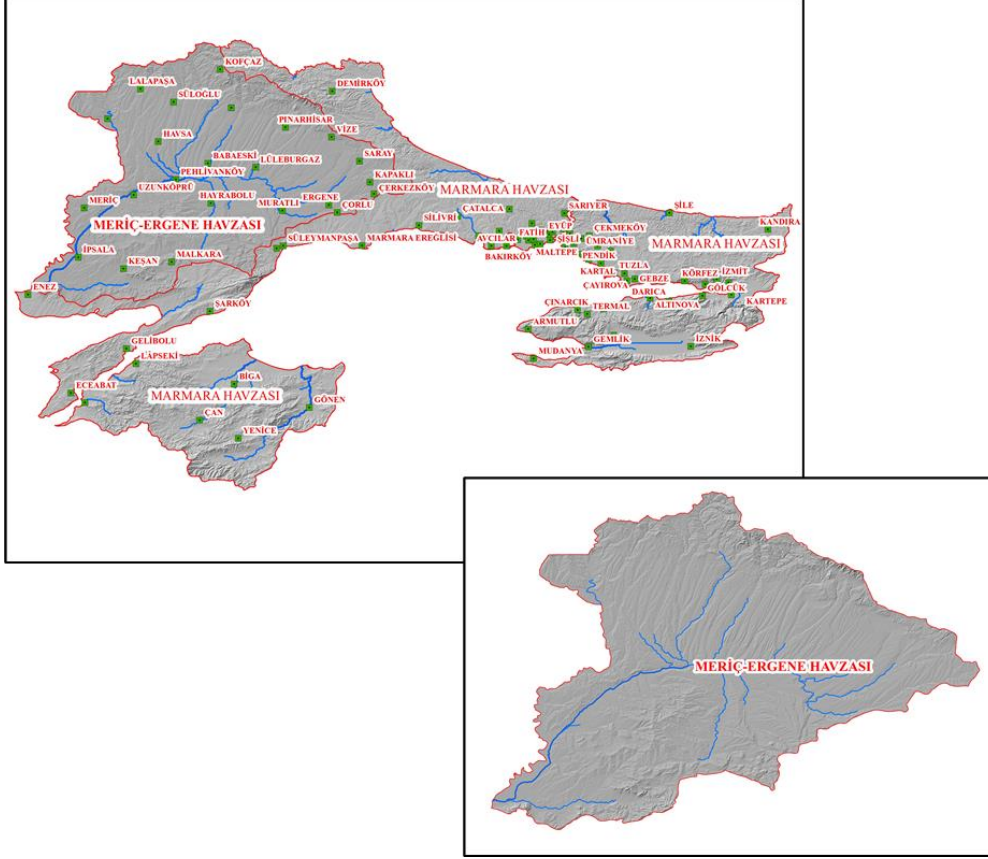 KOFÇAZ
LALAPAŞA
DEMİRKÖY
SÜLOĞLU
PINARHİSAR
HAVSA
VİZE
BABAESKİ
LÜLEBURGAZ
SARAY
PEHLİVANKÖY
KAPAKLI
UZUNKÖPRÜ
ÇERKEZKÖY
MARMARA HAVZASI
MERİÇ
HAYRABOLU
MURATLI
ERGENE
ÇORLU
ÇATALCA
SARIYER
ŞİLE
SİLİVRİ
KANDIRA
MERİÇ-ERGENE HAVZASI
EYÜP
ÇEKMEKÖY
FATİH
AVCILAR
ŞİŞLİ
ÜMRANİYE
MARMARA HAVZASI
İPSALA
SÜLEYMANPAŞA
MARMARA EREĞLİSİ
BAKIRKÖY
MALTEPE
PENDİK
KEŞAN
MALKARA
KARTAL
TUZLA
GEBZE
KÖRFEZ
İZMİT
ENEZ
ÇAYIROVA
DARICA
GÖLCÜK
ALTINOVA
KARTEPE
ŞARKÖY
ÇINARCIK
TERMAL
ARMUTLU
GELİBOLU
GEMLİK
İZNİK
LÂPSEKİ
MUDANYA
ECEABAT
BİGA
MARMARA HAVZASI
GÖNEN
ÇAN
YENİCE
MERİÇ-ERGENE HAVZASI